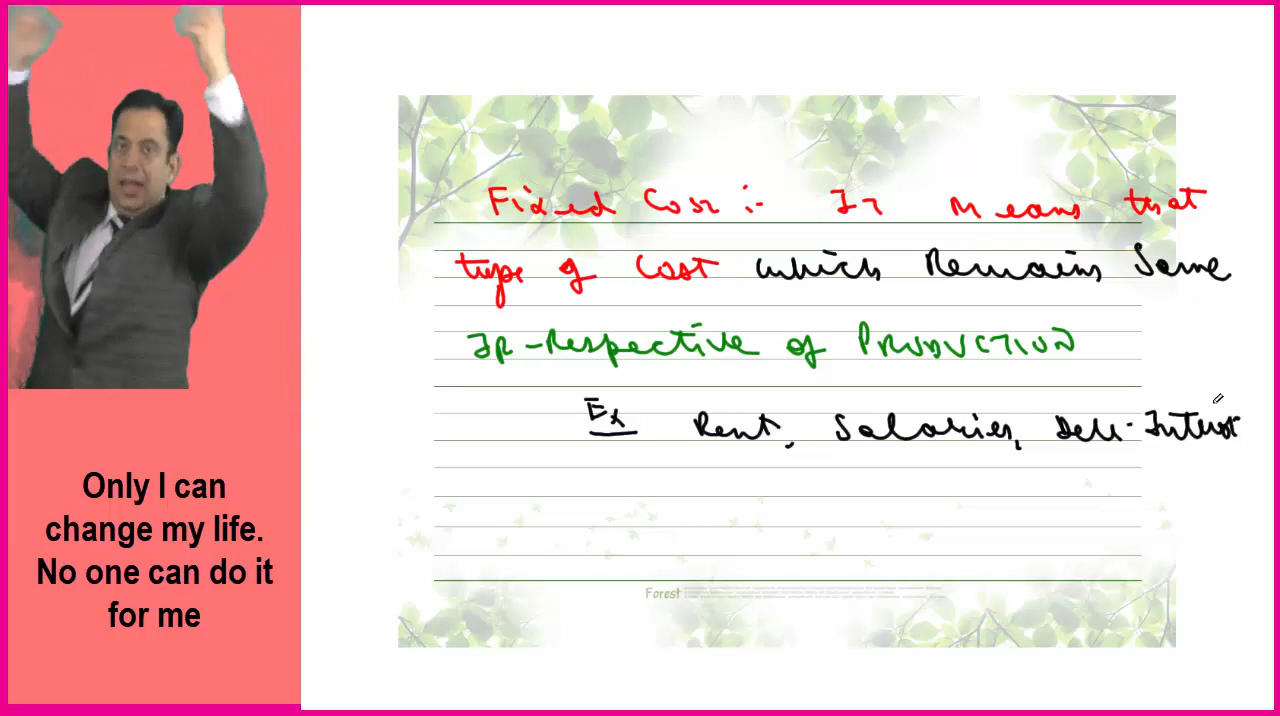 Fixed Cost :- It Means that
type of Cost which Remains Same
IR-Respective of PRODUCTION
Ex Rent, Salaries, Interest
Forest
Only I can
change my life.
No one can do it
for me